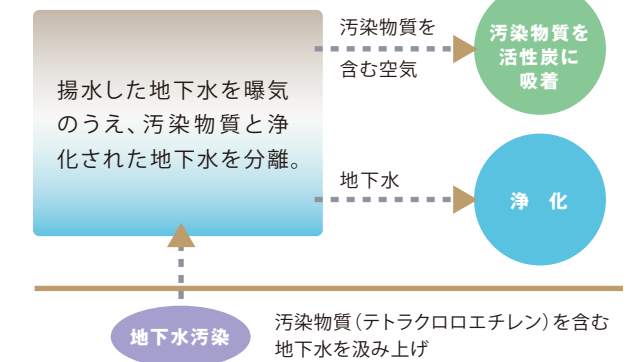 汚染物質を
含む空気
汚染物質を
活性炭に
吸着
揚水した地下水を曝気
のうえ、汚染物質と浄
化された地下水を分離。
地下水
浄 化
地下水汚染
汚染物質(テトラクロロエチレン)を含む
地下水を汲み上げ